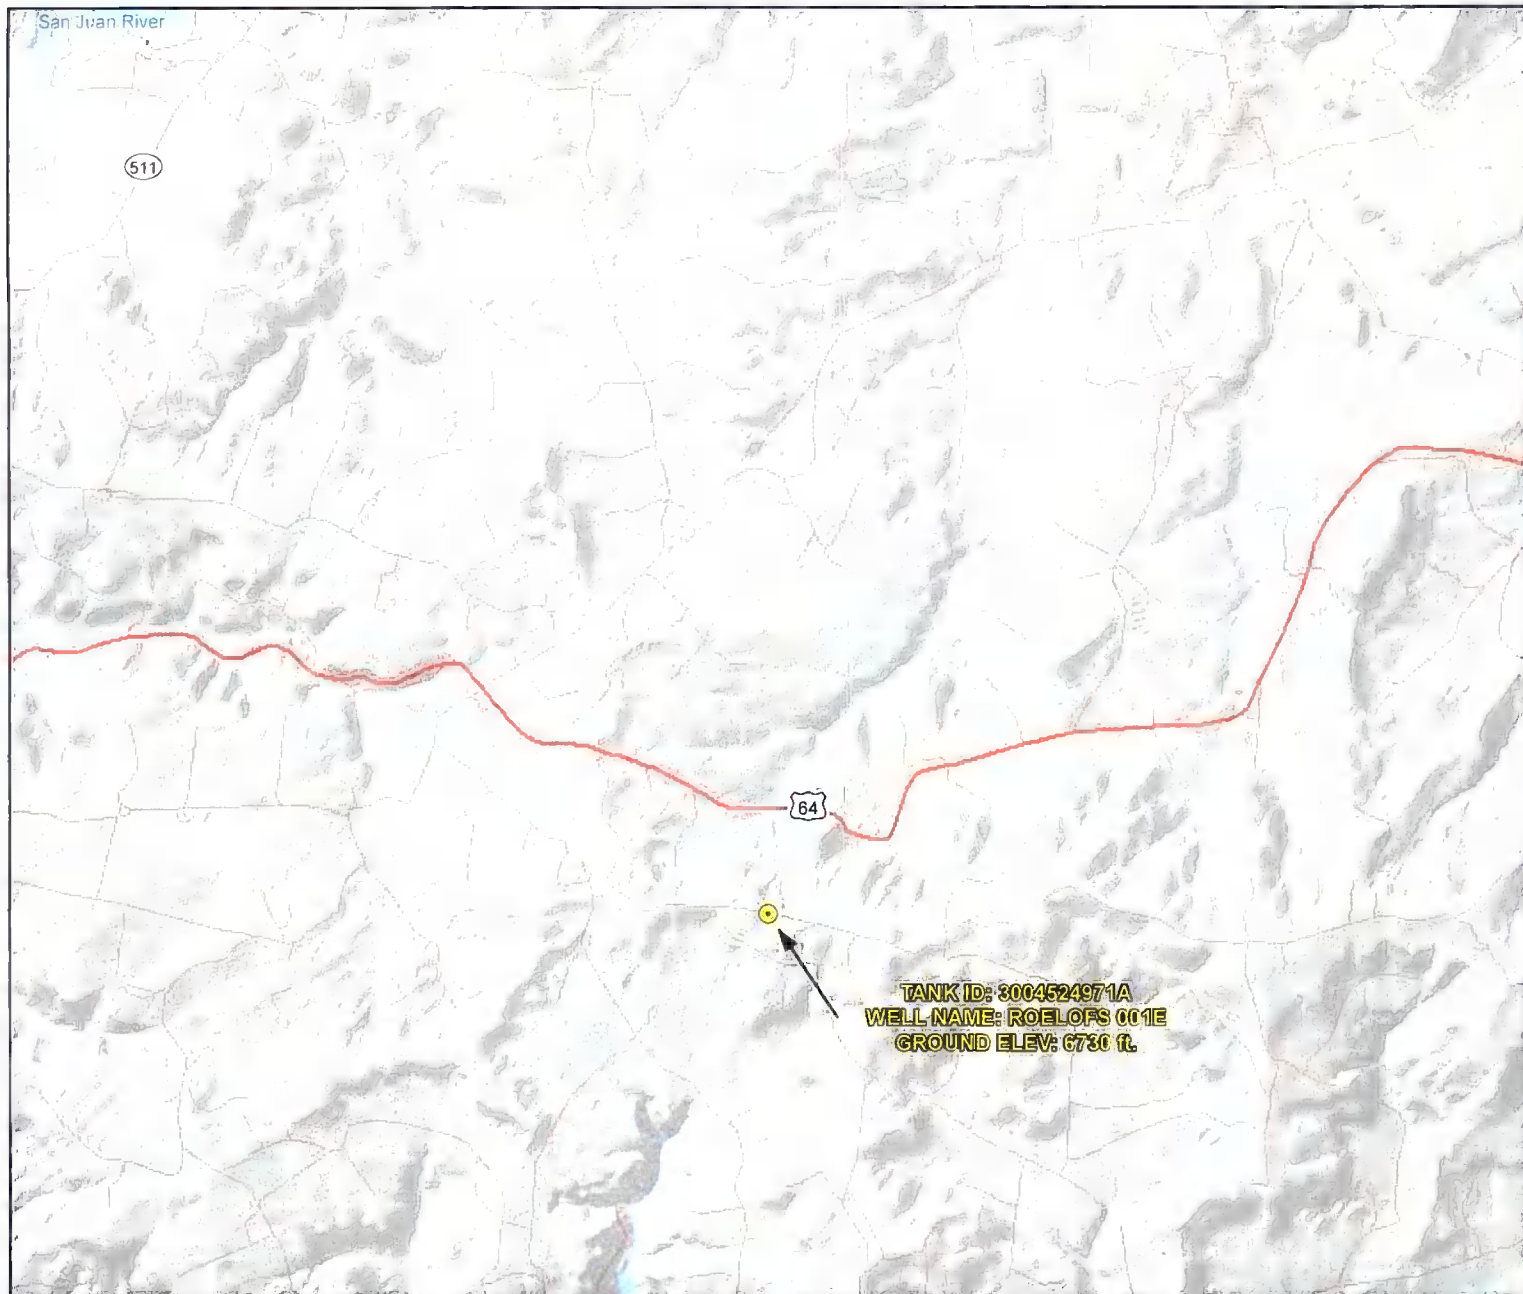 San Juan River
511
64
TANK ID: 3004524971A
WELL NAME: ROELOFS 001E
GROUND ELEV: 6730 ft.